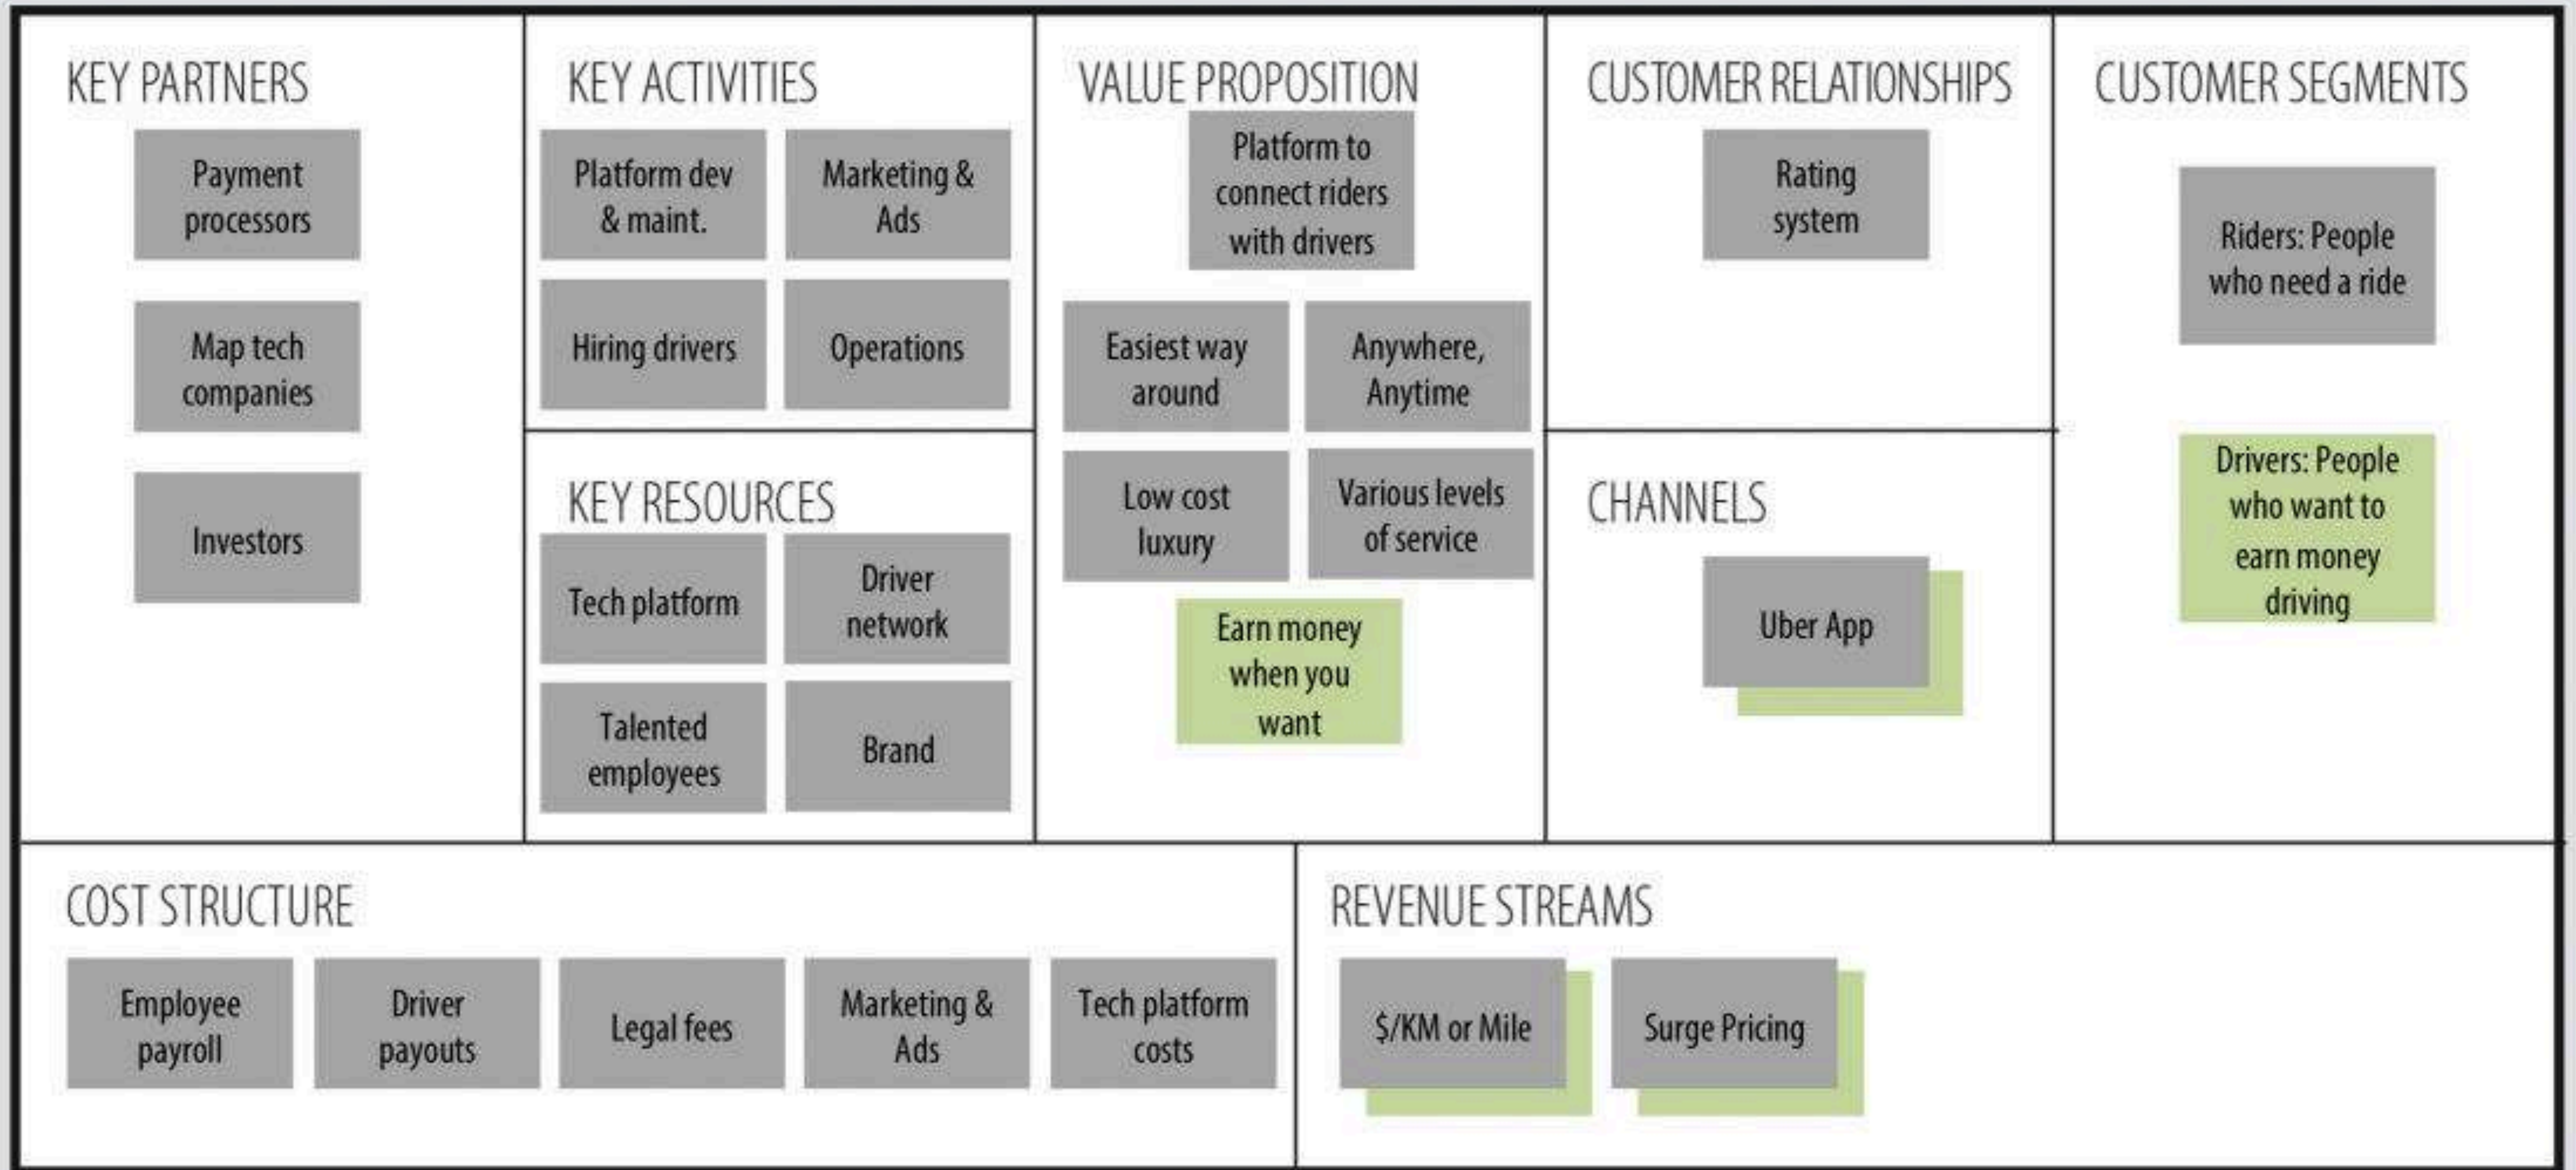 KEY PARTNERS
Payment
processors
Map tech
companies
Investors
KEY ACTIVITIES
Platform dev
& maint.
Marketing &
Ads
Hiring drivers
Operations
KEY RESOURCES
Tech platform
Driver
network
Talented
employees
Brand
VALUE PROPOSITION
Platform to
connect riders
with drivers
Easiest way
around
Anywhere,
Anytime
Low cost
luxury
Various levels
of service
Earn money
when you
want
CUSTOMER RELATIONSHIPS
Rating
system
CHANNELS
Uber App
CUSTOMER SEGMENTS
Riders: People
who need a ride
Drivers: People
who want to
earn money
driving
COST STRUCTURE
Employee
payroll
Driver
payouts
Legal fees
Marketing &
Ads
Tech platform
costs
REVENUE STREAMS
$/KM or Mile
Surge Pricing